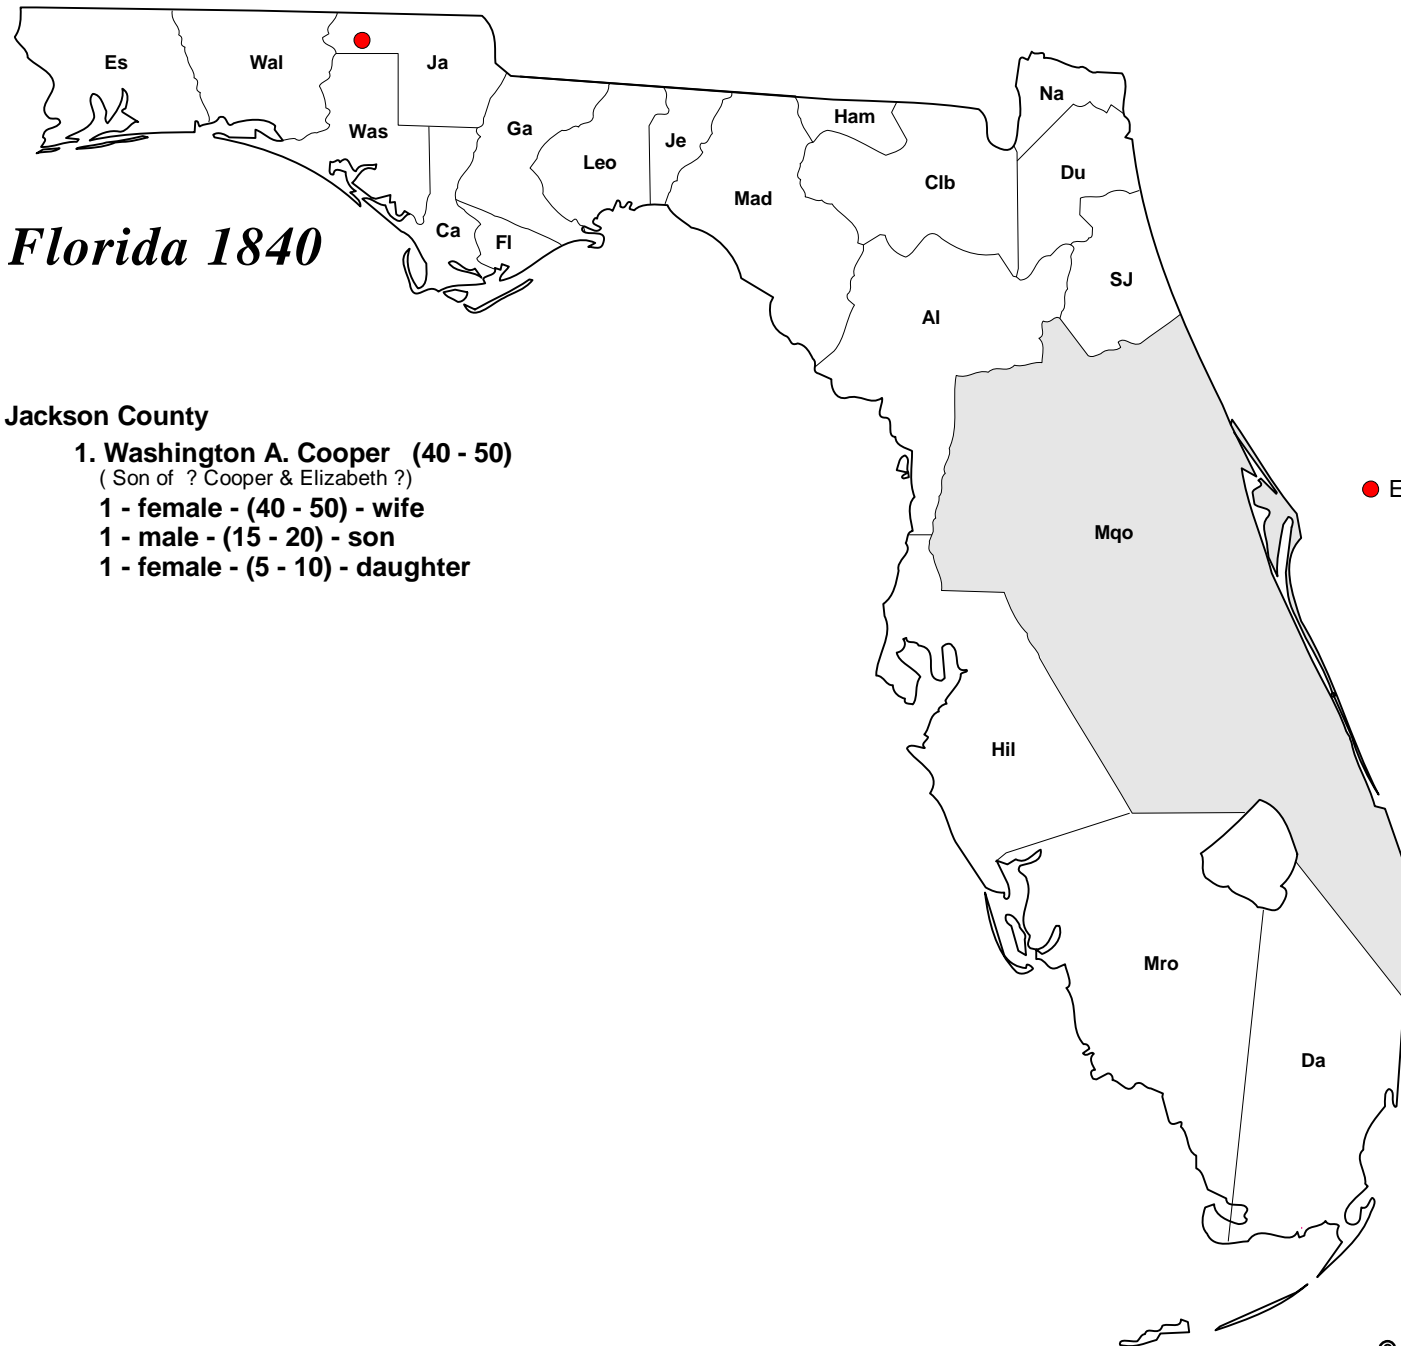 Es
Wal
Ja
Was
Ga
Leo
Je
Mad
Ham
Clb
Na
Du
Ca
Fl
SJ
Al
Florida 1840
Jackson County
1. Washington A. Cooper (40 - 50)
( Son of ? Cooper & Elizabeth ?)
1 - female - (40 - 50) - wife
1 - male - (15 - 20) - son
1 - female - (5 - 10) - daughter
E
Mqo
Hil
Mro
Da